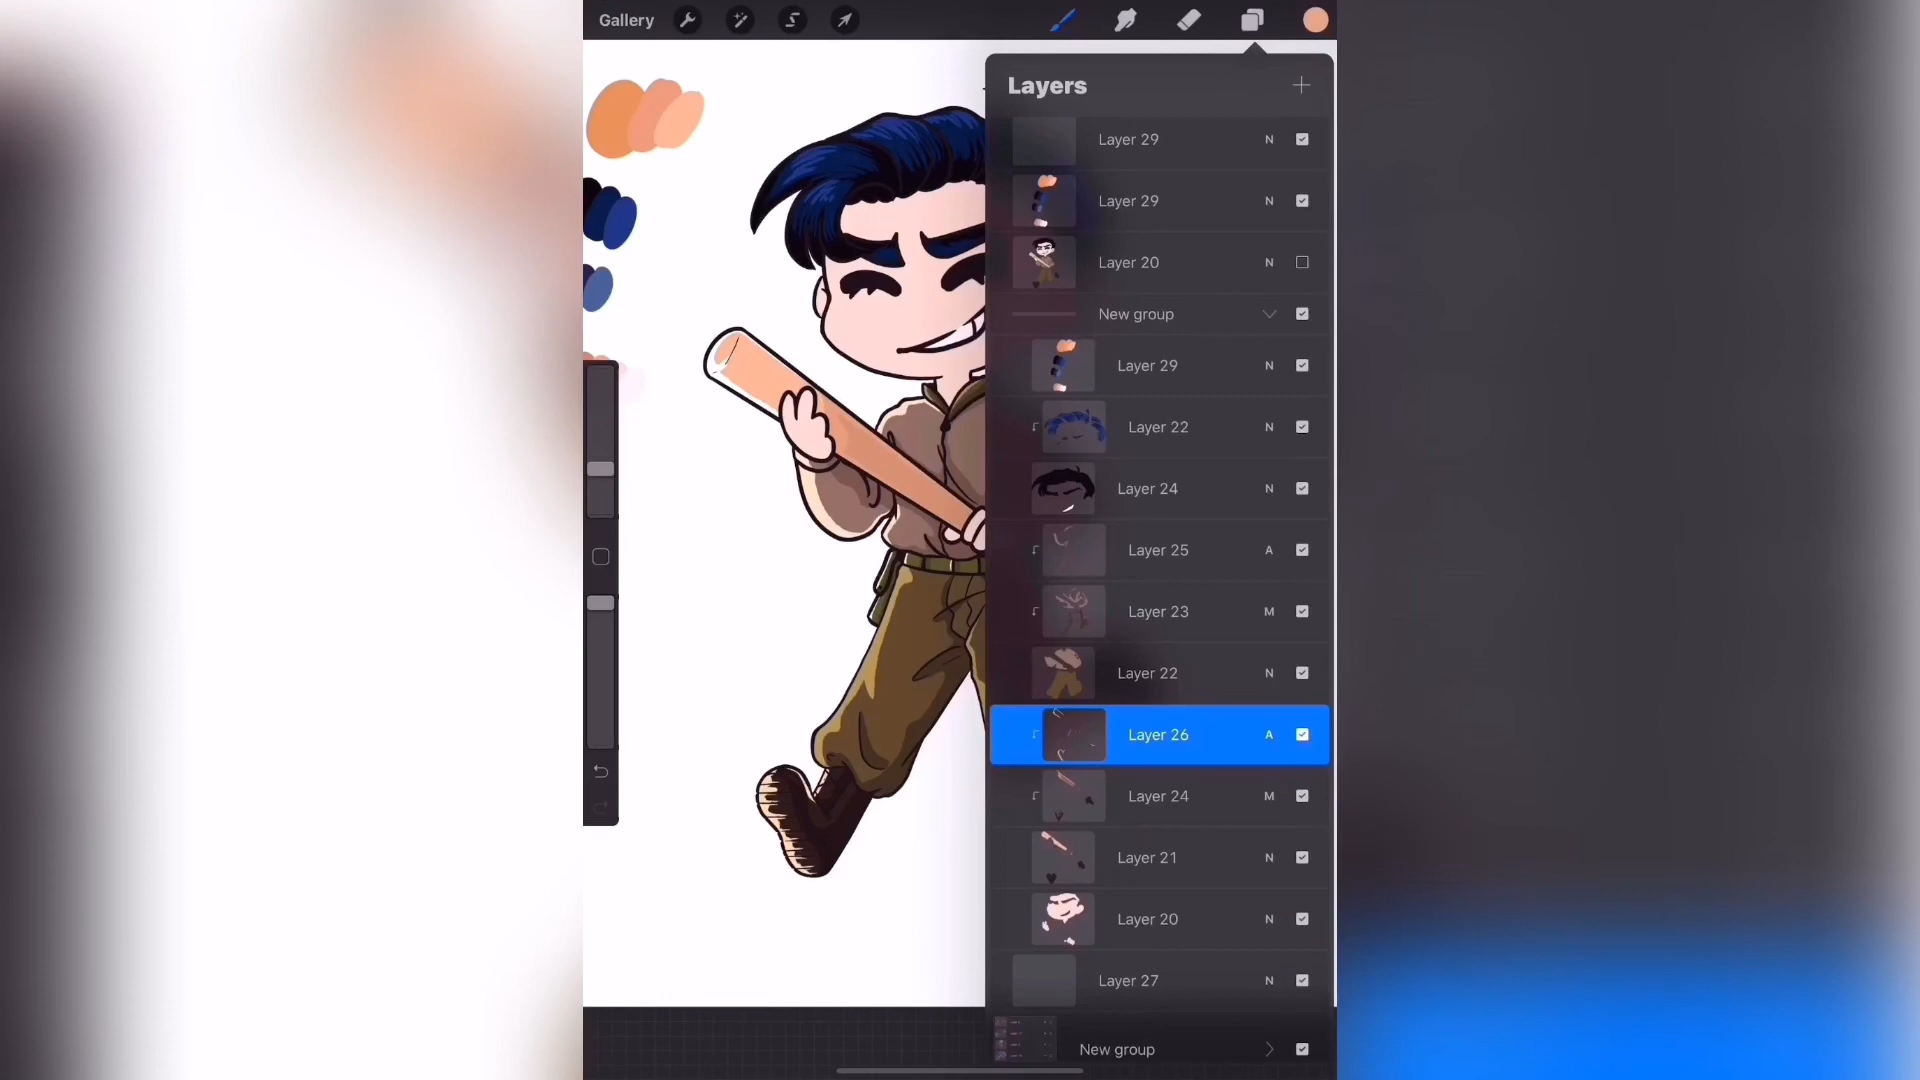 Gallery
Layers
Layer 29 N
Layer 29 N
Layer 20 N
New group
Layer 29 N
Layer 22 N
Layer 24 N
Layer 25 A
Layer 23 M
Layer 22 N
Layer 26 A
Layer 24 M
Layer 21 N
Layer 20 N
Layer 27 N
New group